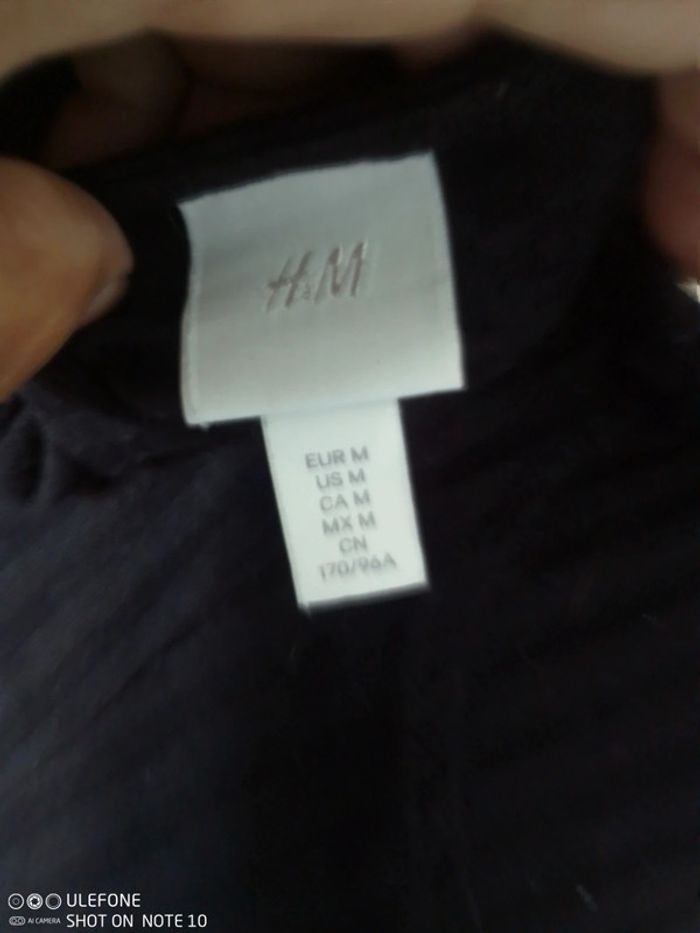 H&M
EUR M
US M
CA M
MX M
CN
170/96A
ULEFONE
AI CAMERA SHOT ON NOTE 10